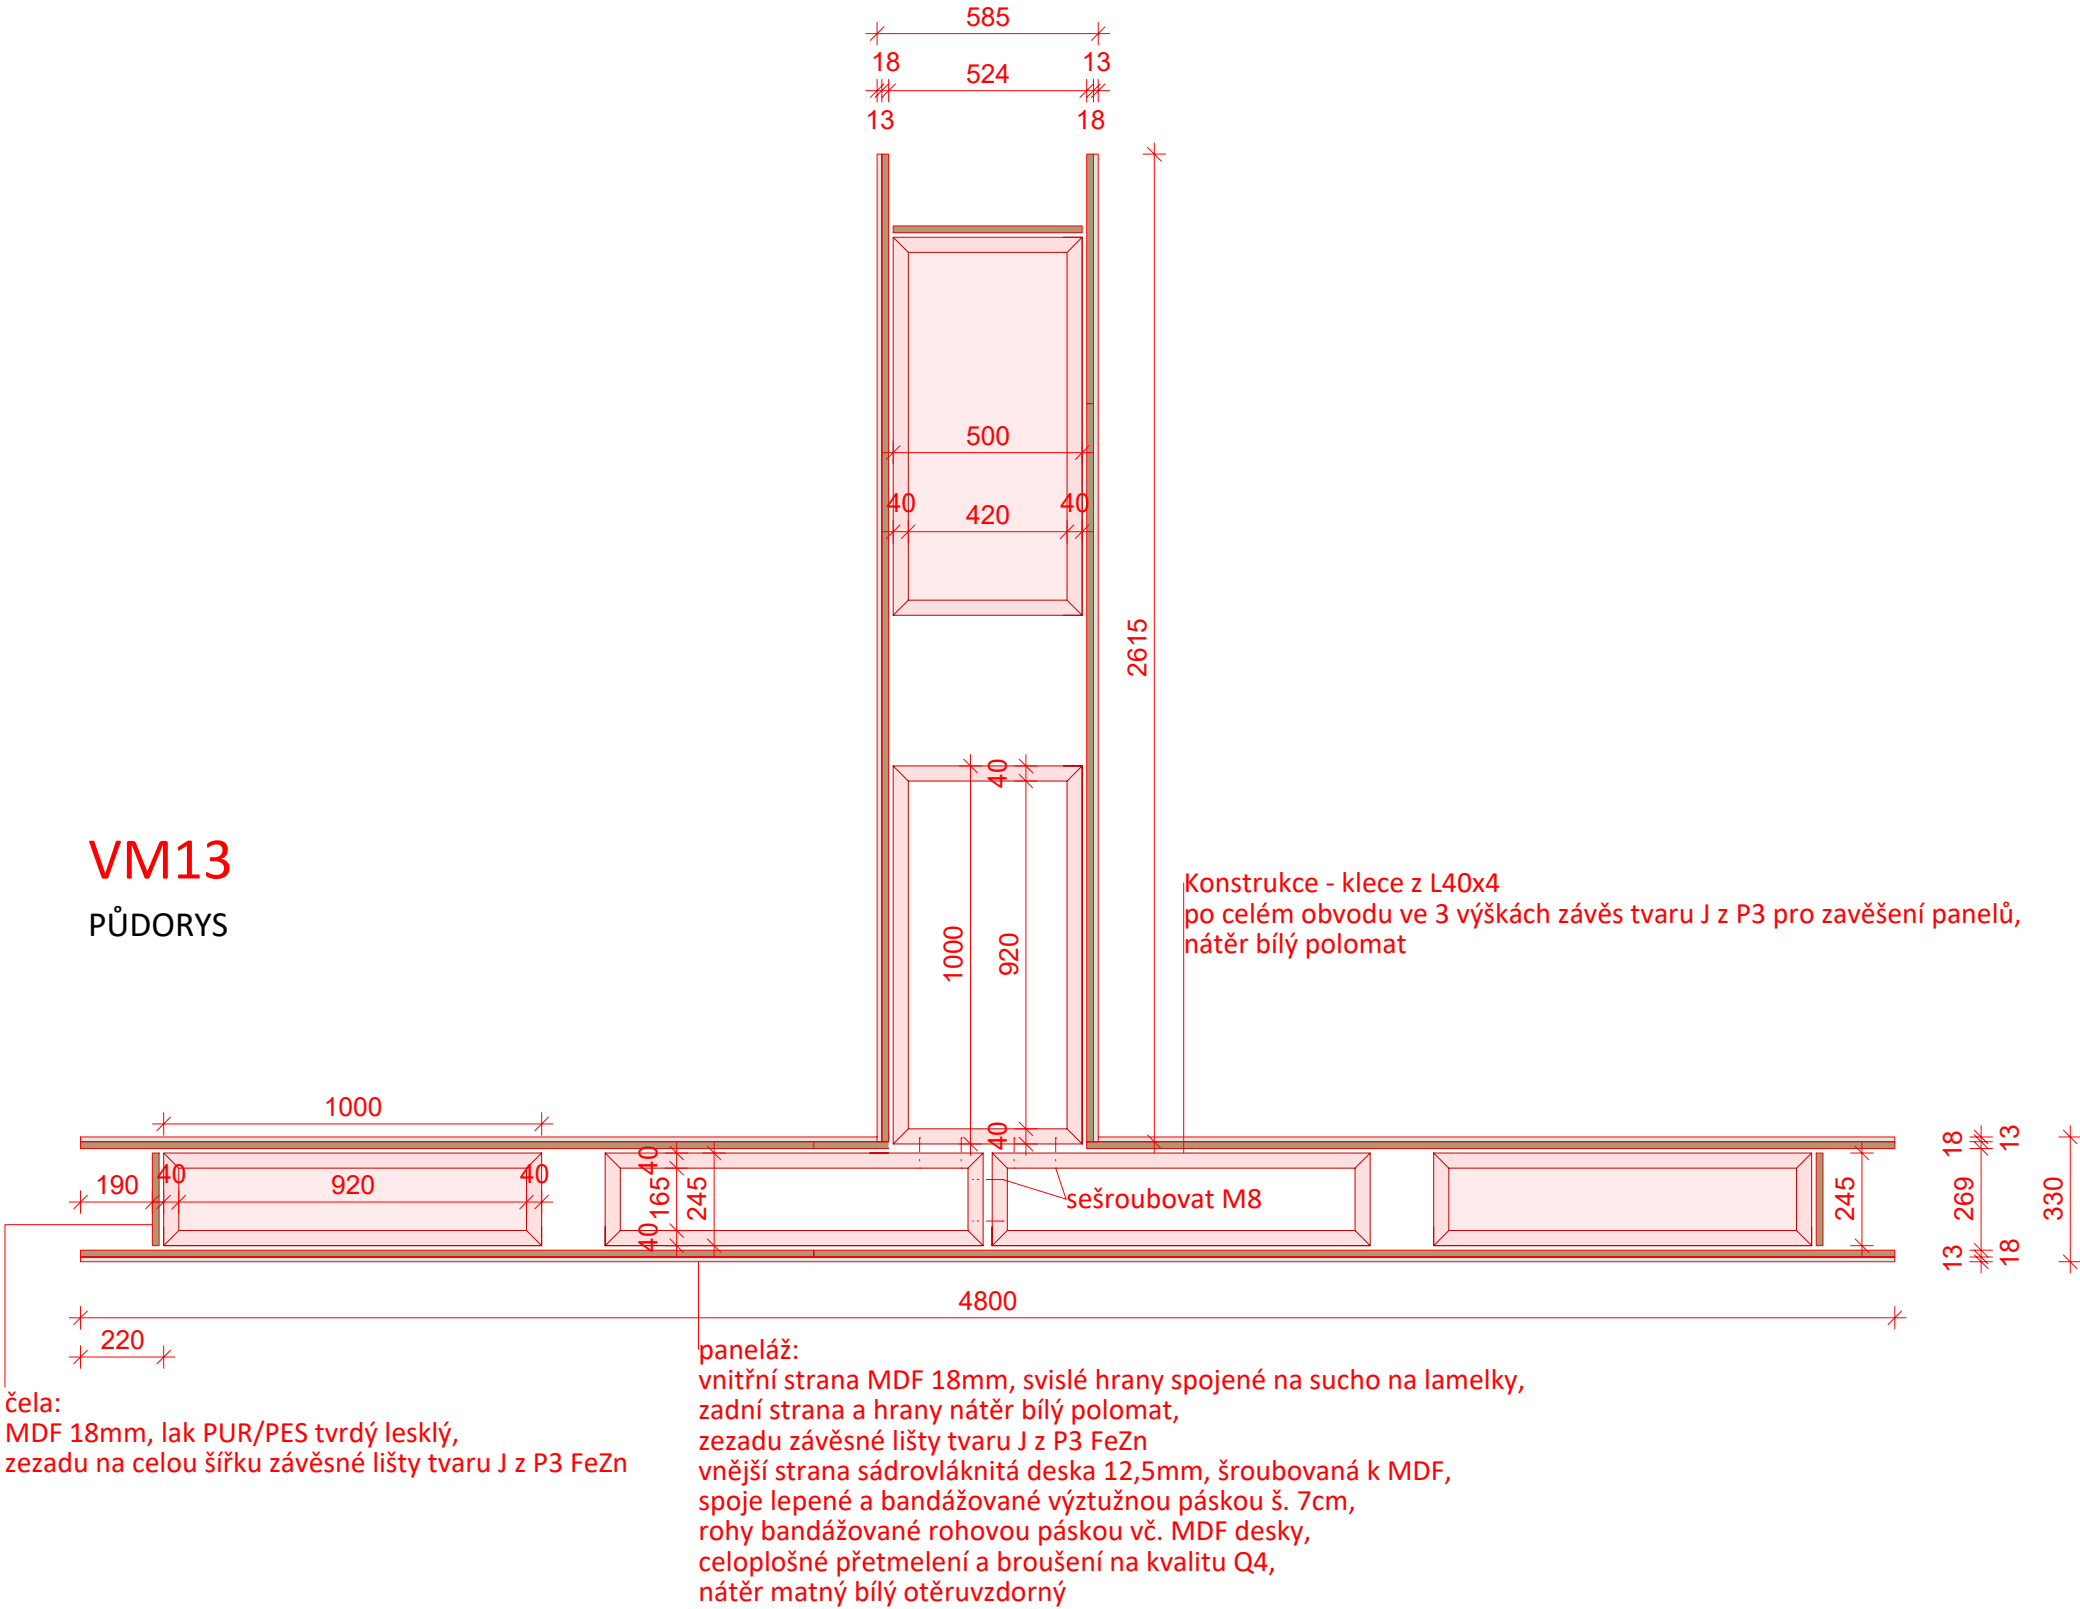 585
18
524
13
13
18
500
40
420
40
2615
40
1000
920
40
VM13
PŮDORYS
Konstrukce - klece z L40x4
po celém obvodu ve 3 výškách závěs tvaru J z P3 pro zavěšení panelů,
nátěr bílý polomat
1000
190
40
920
40
40
165
245
40
sešroubovat M8
245
18
13
269
330
13
18
4800
220
čela:
MDF 18mm, lak PUR/PES tvrdý lesklý,
zezadu na celou šířku závěsné lišty tvaru J z P3 FeZn
paneláž:
vnitřní strana MDF 18mm, svislé hrany spojené na sucho na lamelky,
zadní strana a hrany nátěr bílý polomat,
zezadu závěsné lišty tvaru J z P3 FeZn
vnější strana sádrovláknitá deska 12,5mm, šroubovaná k MDF,
spoje lepené a bandážované výztužnou páskou š. 7cm,
rohy bandážované rohovou páskou vč. MDF desky,
celoplošné přetmelení a broušení na kvalitu Q4,
nátěr matný bílý otěruvzdorný